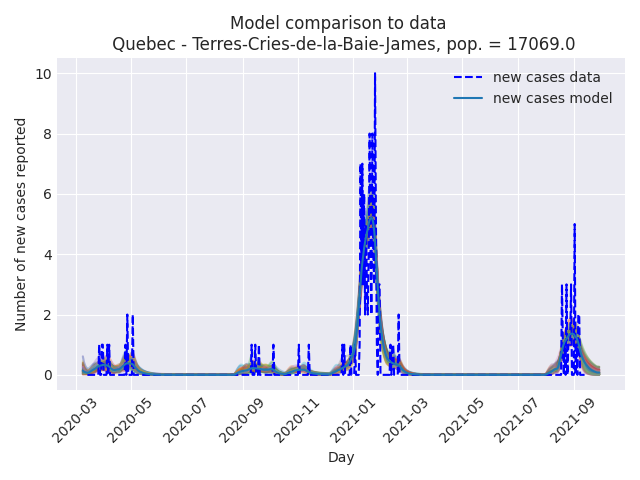 Model comparison to data
Quebec - Terres-Cries-de-la-Baie-James, pop. = 17069.0
new cases data
new cases model
Number of new cases reported
10
8
6
4
2
0
2020-03
2020-05
2020-07
2020-09
2020-11
2021-01
2021-03
2021-05
2021-07
2021-09
Day